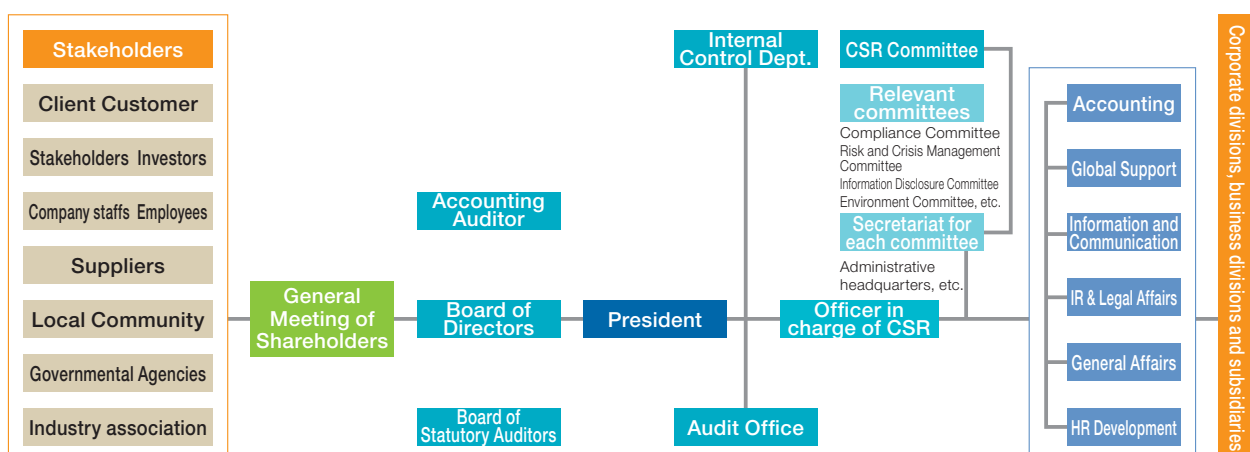 Stakeholders
Client Customer
Stakeholders Investors
Company staffs Employees
Suppliers
Local Community
Governmental Agencies
Industry association
General
Meeting of
Shareholders
Accounting
Auditor
Board of
Directors
Board of
Statutory Auditors
President
Internal
Control Dept.
Audit Office
CSR Committee
Relevant
committees
Compliance Committee
Risk and Crisis Management
Committee
Information Disclosure Committee
Environment Committee, etc.
Secretariat for
each committee
Administrative
headquarters, etc.
Officer in
charge of CSR
Accounting
Global Support
Information and
Communication
IR & Legal Affairs
General Affairs
HR Development
Corporate divisions, business divisions and subsidiaries